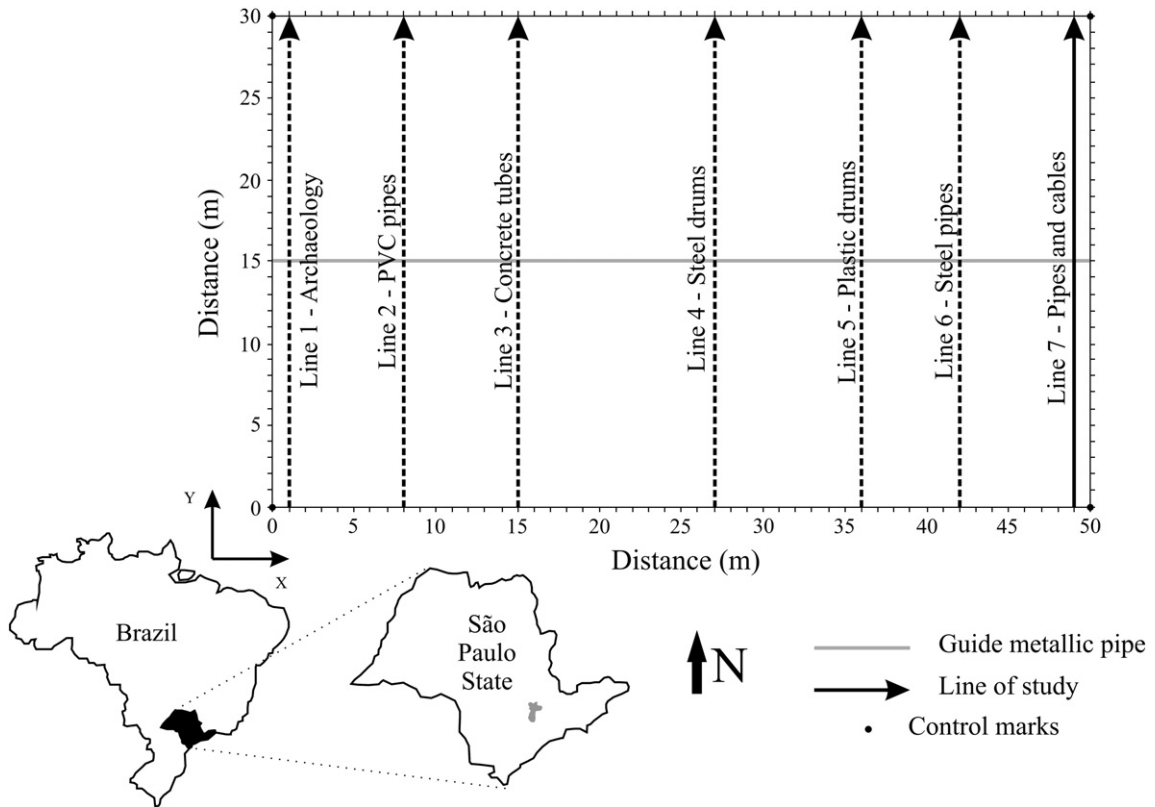 30
25
20
15
10
5
0
Distance (m)
Line 1 - Archaeology
Line 2 - PVC pipes
Line 3 - Concrete tubes
Line 4 - Steel drums
Line 5 - Plastic drums
Line 6 - Steel pipes
Line 7 - Pipes and cables
0 5 10 15 20 25 30 35 40 45 50
Distance (m)
Y
X
Brazil
São
Paulo
State
N
Guide metallic pipe
Line of study
Control marks